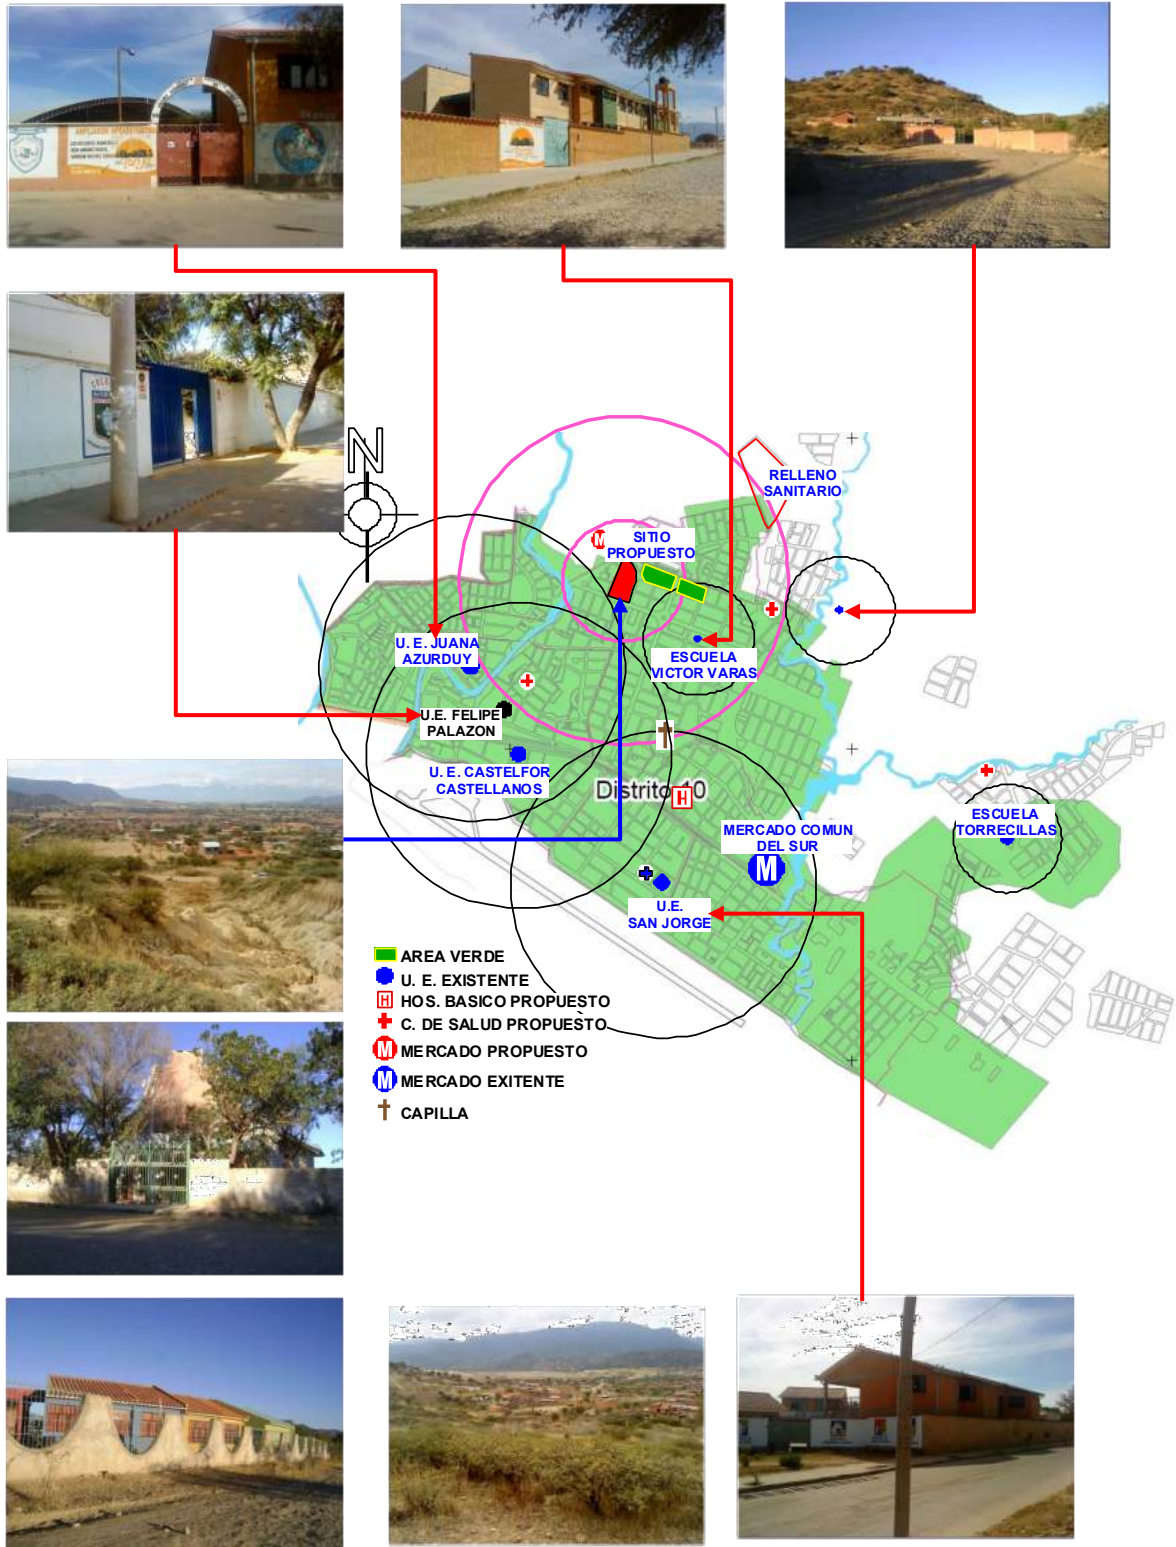 AMPLIACION
N
RELLENO
SANITARIO
SITIO
PROPUESTO
M
U. E. JUANA
AZURDUY
ESCUELA
VICTOR VARAS
U.E. FELIPE
PALAZON
U. E. CASTELFOR
CASTELLANOS
Distrito 10
H
MERCADO COMUN
DEL SUR
M
ESCUELA
TORRECILLAS
U.E.
SAN JORGE
AREA VERDE
U. E. EXISTENTE
H HOS. BASICO PROPUESTO
C. DE SALUD PROPUESTO
M MERCADO PROPUESTO
M MERCADO EXITENTE
CAPILLA